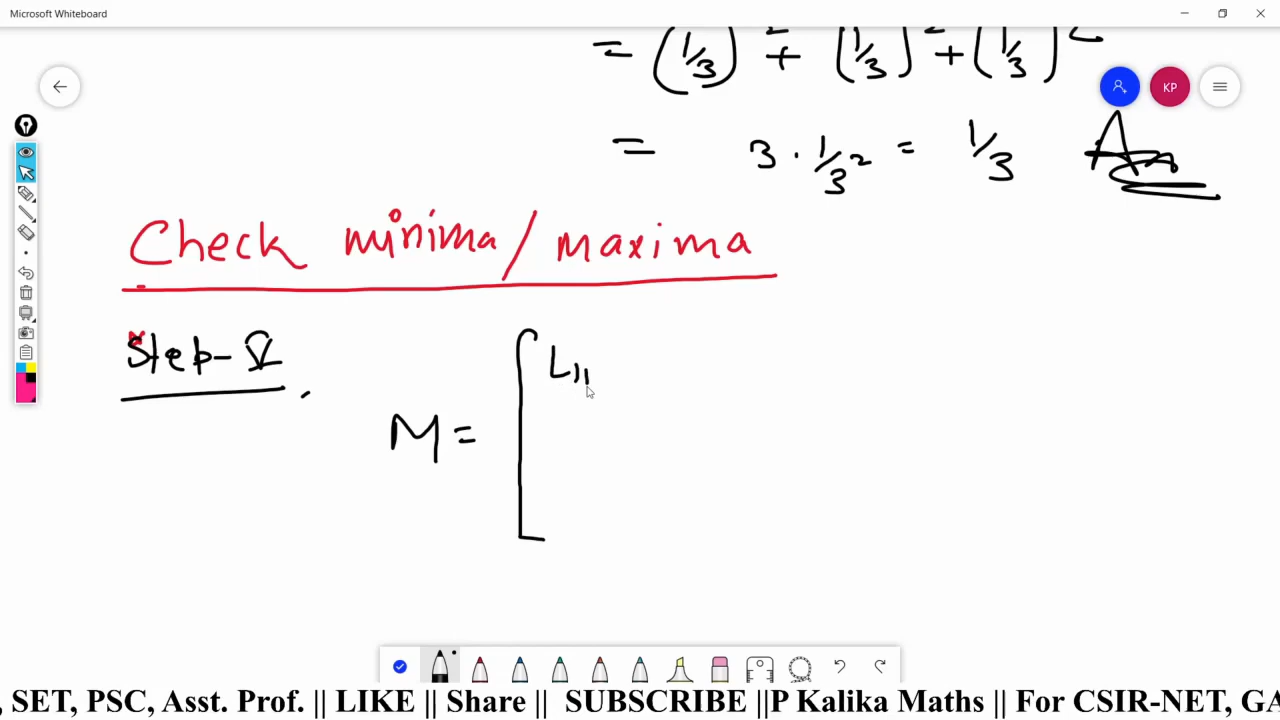 Microsoft Whiteboard
= (1/3)² + (1/3)² + (1/3)²
KP
= 3 · 1/3² = 1/3 Ans
Check minima/maxima
Step-V.
M = [ L11
, SET, PSC, Asst. Prof. || LIKE || Share || SUBSCRIBE ||P Kalika Maths || For CSIR-NET, GA